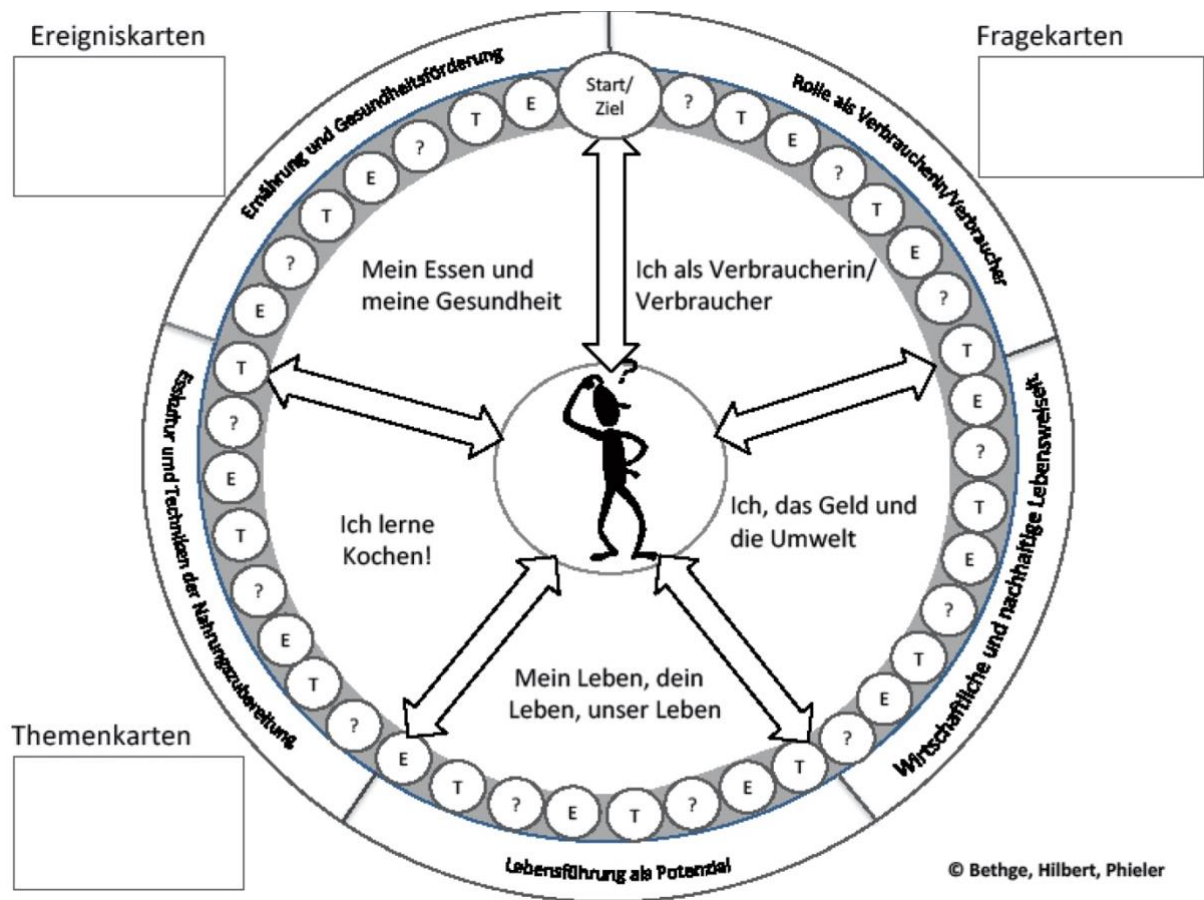 Ereigniskarten
Fragekarten
Themenkarten
Start/
Ziel
?
T
E
?
T
E
?
T
E
?
T
E
?
T
E
?
T
E
?
T
E
?
T
E
?
T
E
?
T
E
?
T
E
?
T
E
?
T
E
Rolle als Verbraucherin/Verbraucher
Wirtschaftliche und nachhaltige Lebensweisen
Lebensführung als Potenzial
Esskultur und Techniken der Nahrungszubereitung
Ernährung und Gesundheitsförderung
Mein Essen und
meine Gesundheit
Ich als Verbraucherin/
Verbraucher
?
Ich, das Geld und
die Umwelt
Ich lerne
Kochen!
Mein Leben, dein
Leben, unser Leben
© Bethge, Hilbert, Phieler